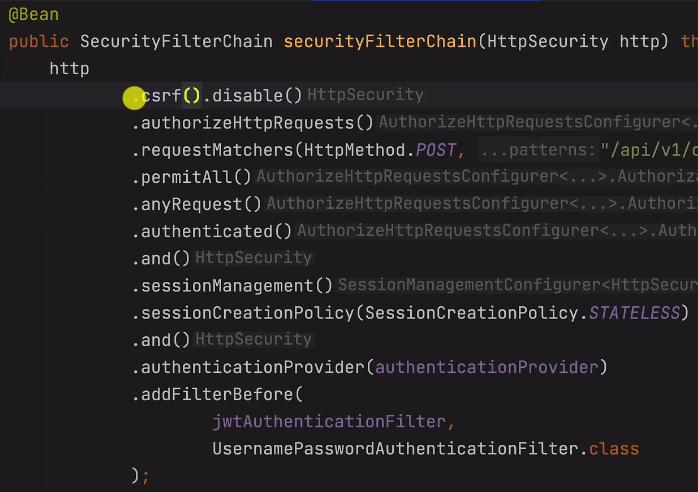 @Bean
public SecurityFilterChain securityFilterChain(HttpSecurity http) th
http
.csrf().disable() HttpSecurity
.authorizeHttpRequests() AuthorizeHttpRequestsConfigurer<.
.requestMatchers(HttpMethod.POST, ...patterns: "/api/v1/c
.permitAll() AuthorizeHttpRequestsConfigurer<...>.Authoriza
.anyRequest() AuthorizeHttpRequestsConfigurer<...>.Authori
.authenticated() AuthorizeHttpRequestsConfigurer<...>.Auth
.and() HttpSecurity
.sessionManagement() SessionManagementConfigurer<HttpSecur
.sessionCreationPolicy(SessionCreationPolicy.STATELESS)
.and() HttpSecurity
.authenticationProvider(authenticationProvider)
.addFilterBefore(
jwtAuthenticationFilter,
UsernamePasswordAuthenticationFilter.class
);